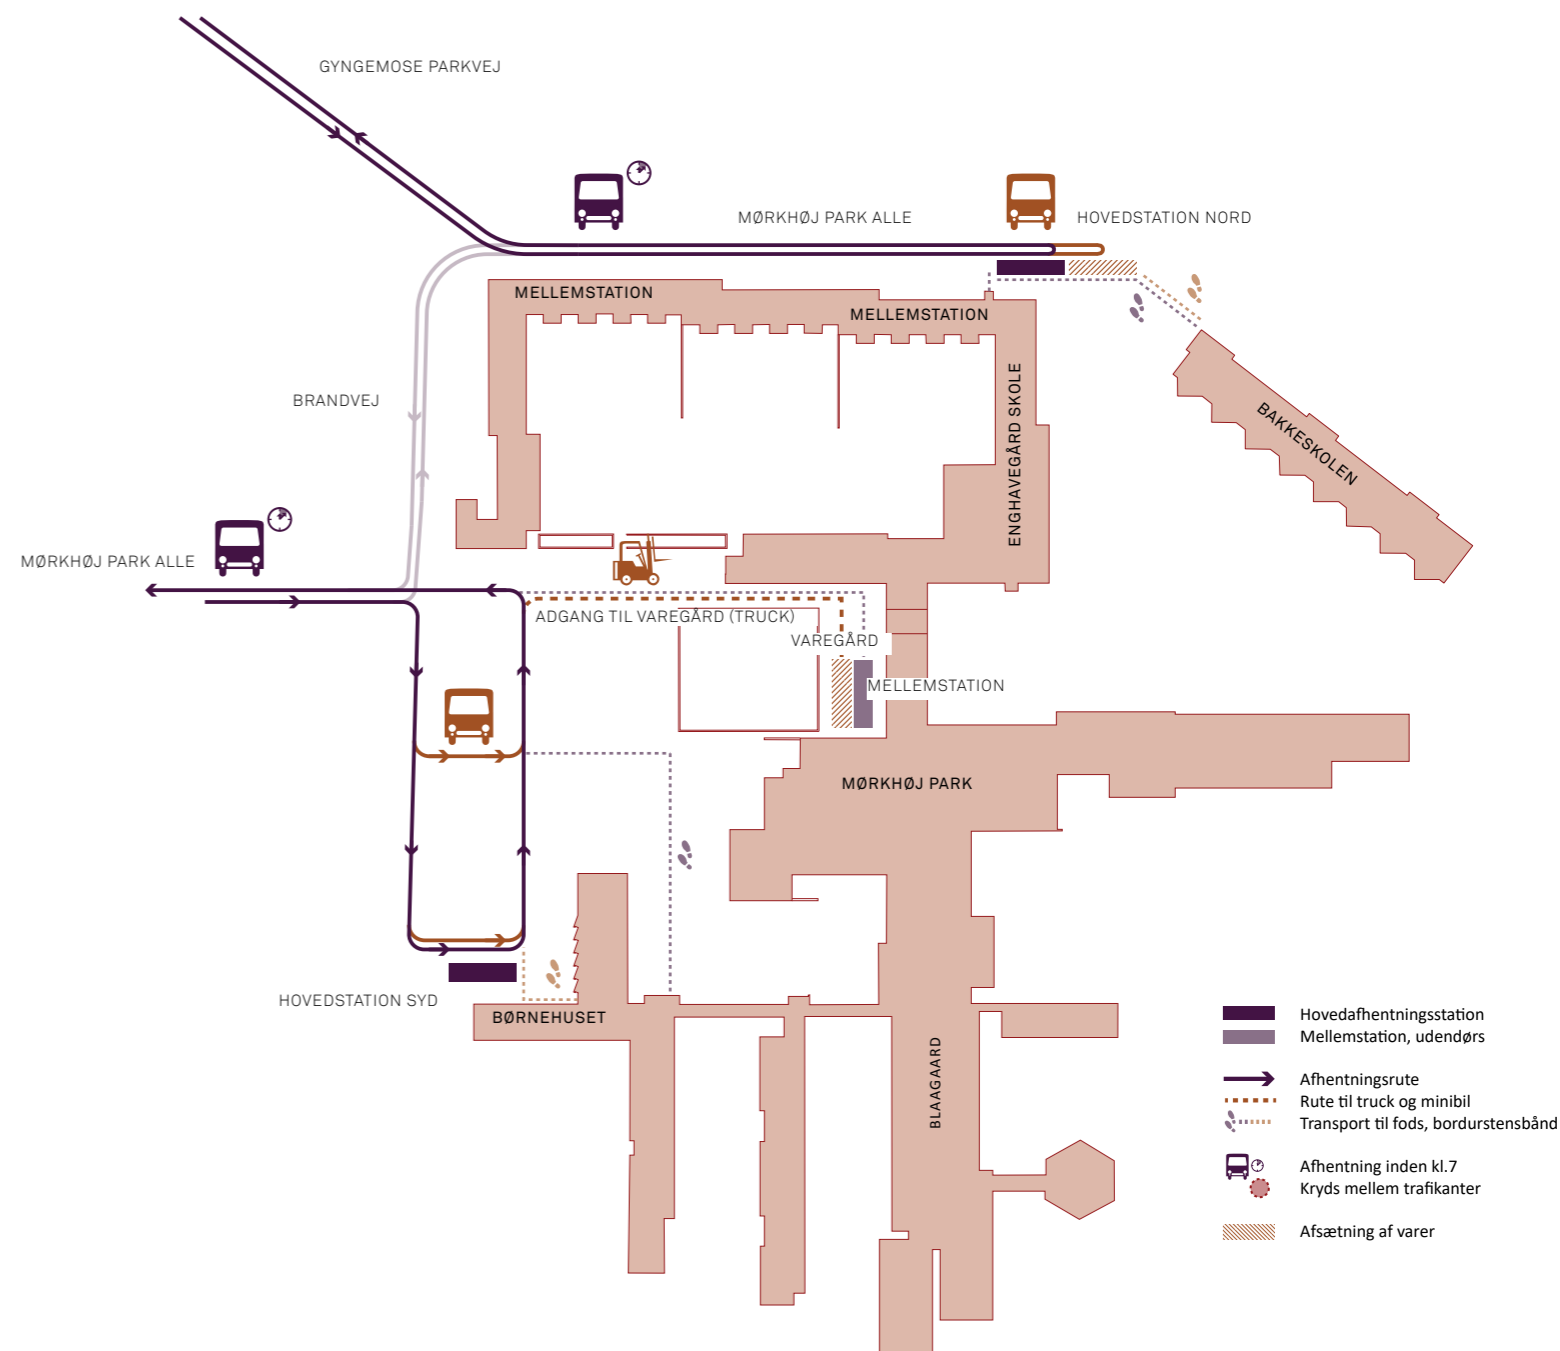 GYNGEMOSE PARKVEJ
MØRKHØJ PARK ALLE
HOVEDSTATION NORD
MELLEMSTATION
MELLEMSTATION
BRANDVEJ
ENGHAVEGÅRD SKOLE
BAKKESKOLEN
MØRKHØJ PARK ALLE
ADGANG TIL VAREGÅRD (TRUCK)
VAREGÅRD
MELLEMSTATION
MØRKHØJ PARK
HOVEDSTATION SYD
BØRNEHUSET
BLAAGAARD
Hovedafhentningsstation
Mellemstation, udendørs
Afhentningsrute
Rute til truck og minibil
Transport til fods, bordurstensbånd
Afhentning inden kl.7
Kryds mellem trafikanter
Afsætning af varer